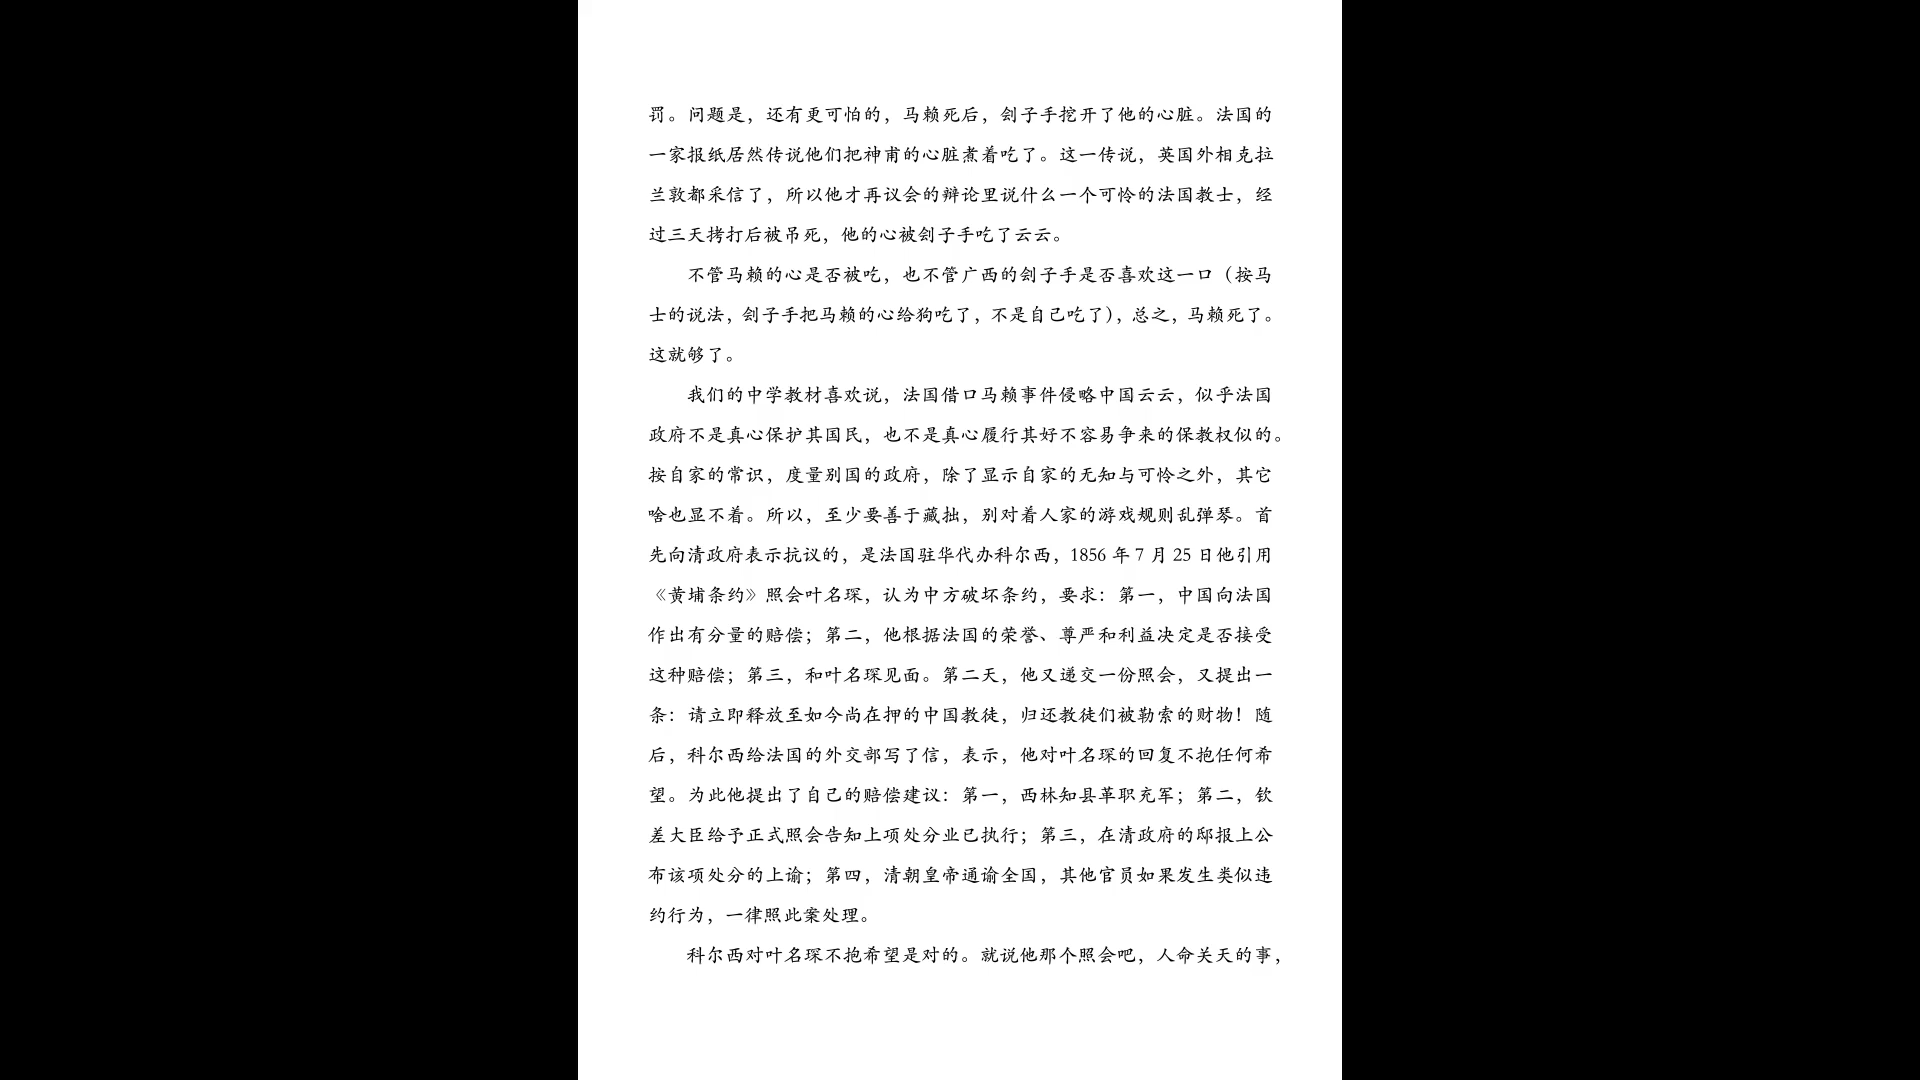 罚。问题是，还有更可怕的，马赖死后，刽子手挖开了他的心脏。法国的
一家报纸居然传说他们把神甫的心脏煮着吃了。这一传说，英国外相克拉
兰敦都采信了，所以他才再议会的辩论里说什么一个可怜的法国教士，经
过三天拷打后被吊死，他的心被刽子手吃了云云。
不管马赖的心是否被吃，也不管广西的刽子手是否喜欢这一口（按马
士的说法，刽子手把马赖的心给狗吃了，不是自己吃了），总之，马赖死了。
这就够了。
我们的中学教材喜欢说，法国借口马赖事件侵略中国云云，似乎法国
政府不是真心保护其国民，也不是真心履行其好不容易争来的保教权似的。
按自家的常识，度量别国的政府，除了显示自家的无知与可怜之外，其它
啥也显不着。所以，至少要善于藏拙，别对着人家的游戏规则乱弹琴。首
先向清政府表示抗议的，是法国驻华代办科尔西，1856 年 7 月 25 日他引用
《黄埔条约》照会叶名琛，认为中方破坏条约，要求：第一，中国向法国
作出有分量的赔偿；第二，他根据法国的荣誉、尊严和利益决定是否接受
这种赔偿；第三，和叶名琛见面。第二天，他又递交一份照会，又提出一
条：请立即释放至如今尚在押的中国教徒，归还教徒们被勒索的财物！随
后，科尔西给法国的外交部写了信，表示，他对叶名琛的回复不抱任何希
望。为此他提出了自己的赔偿建议：第一，西林知县革职充军；第二，钦
差大臣给予正式照会告知上项处分业已执行；第三，在清政府的邸报上公
布该项处分的上谕；第四，清朝皇帝通谕全国，其他官员如果发生类似违
约行为，一律照此案处理。
科尔西对叶名琛不抱希望是对的。就说他那个照会吧，人命关天的事，